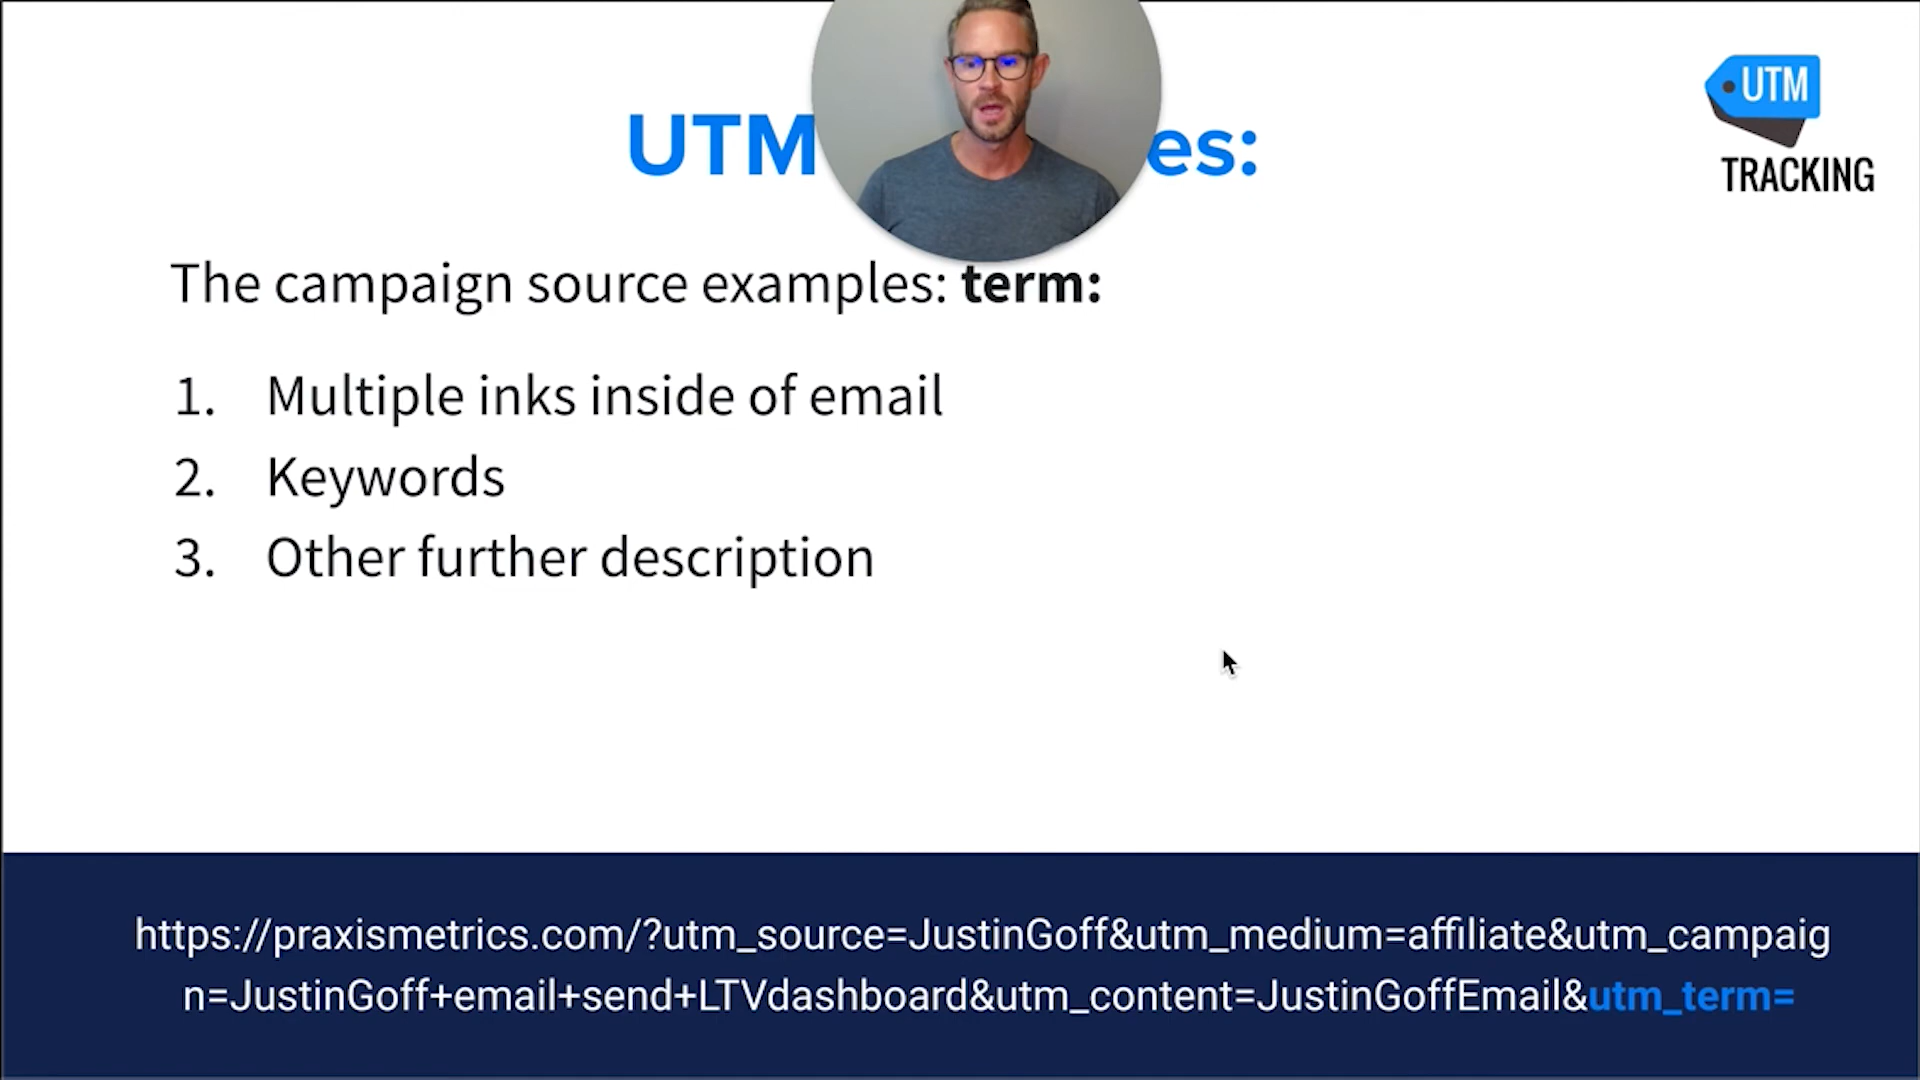 UTM es:
UTM
TRACKING
The campaign source examples: term:
1. Multiple inks inside of email
2. Keywords
3. Other further description
https://praxismetrics.com/?utm_source=JustinGoff&utm_medium=affiliate&utm_campaig
n=JustinGoff+email+send+LTVdashboard&utm_content=JustinGoffEmail&utm_term=